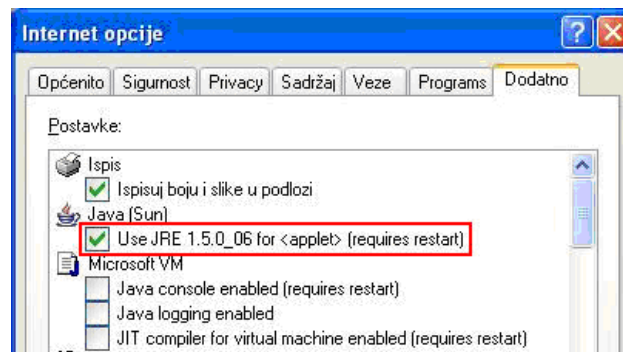 Internet opcije
Općenito Sigurnost Privacy Sadržaj Veze Programs Dodatno
Postavke:
Ispis
Ispisuj boju i slike u podlozi
Java (Sun)
Use JRE 1.5.0_06 for <applet> (requires restart)
Microsoft VM
Java console enabled (requires restart)
Java logging enabled
JIT compiler for virtual machine enabled (requires restart)